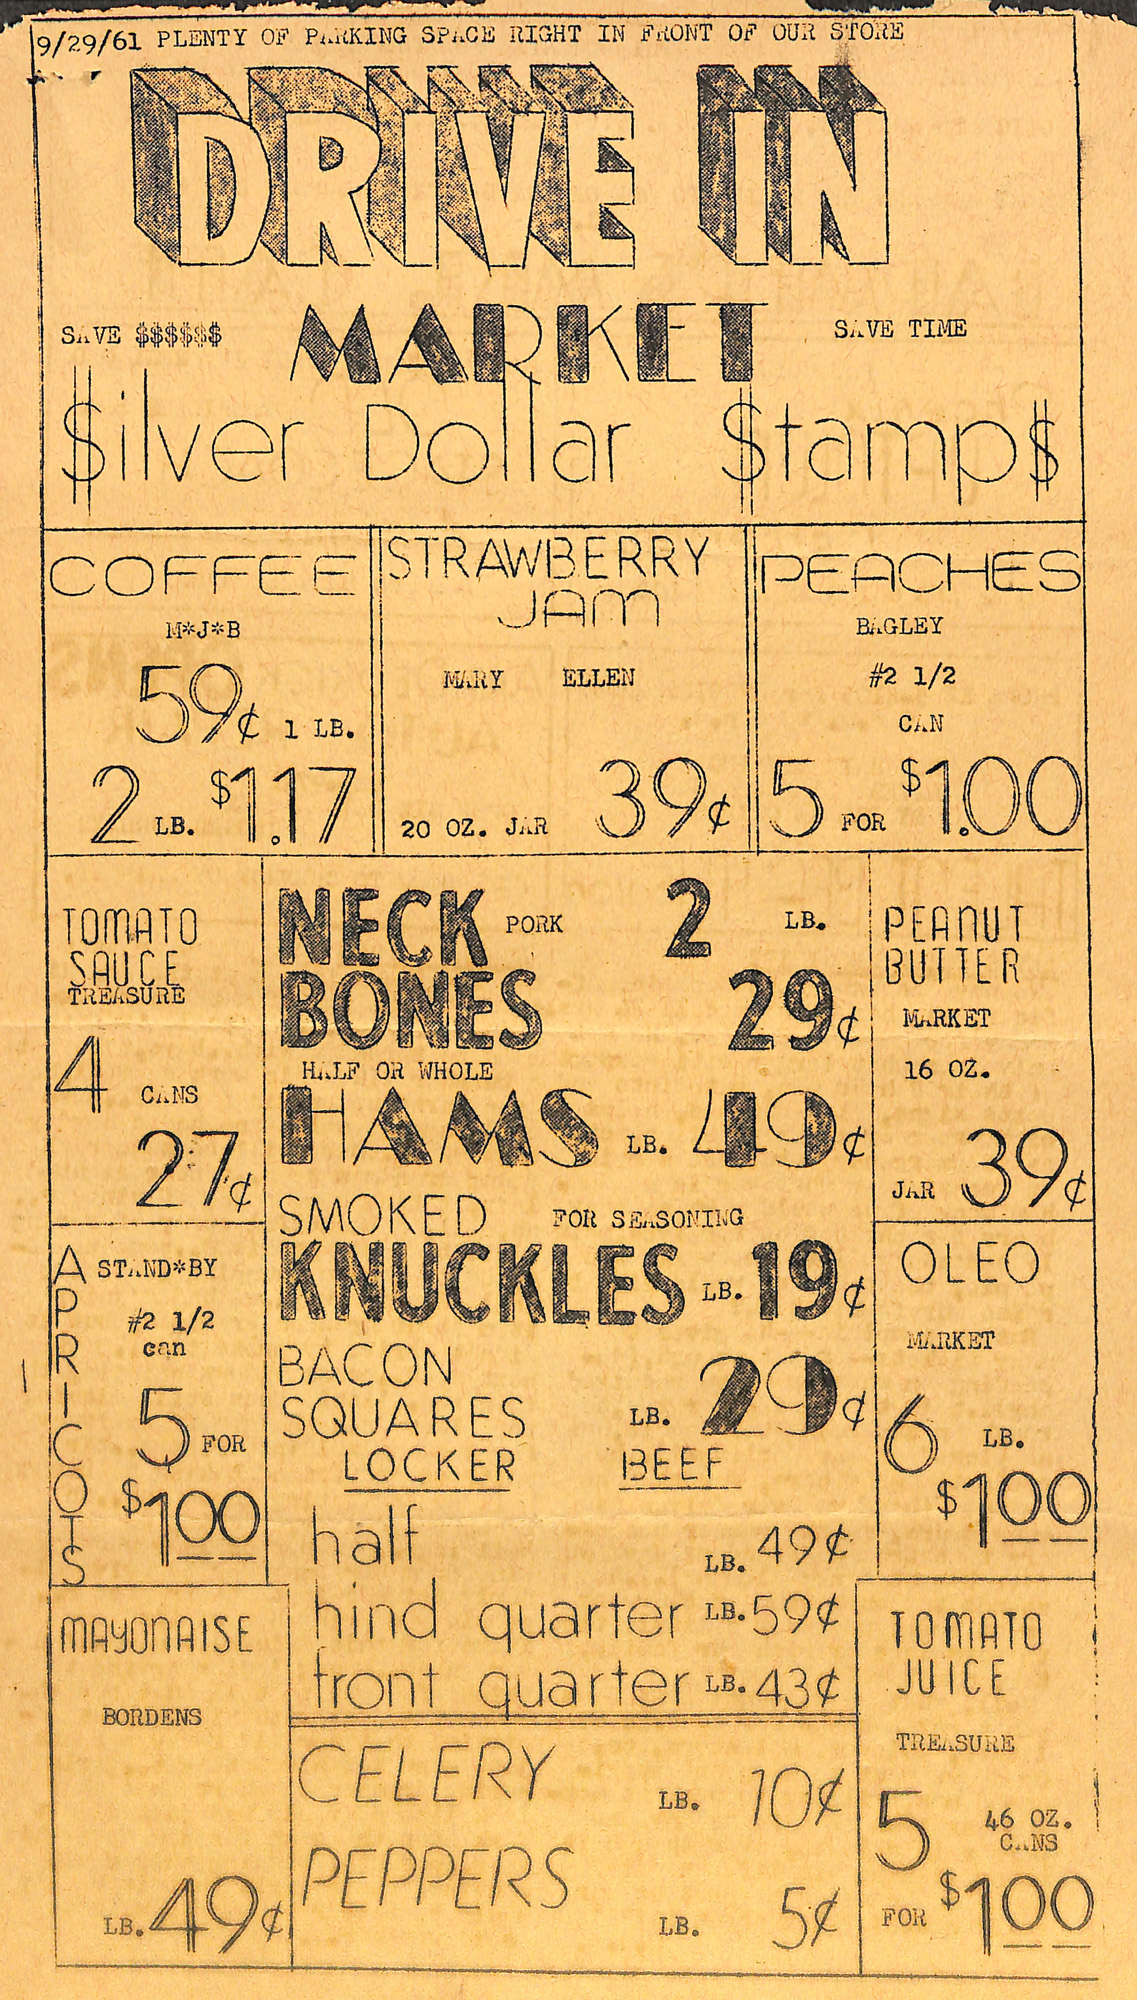 9/29/61 PLENTY OF PARKING SPACE RIGHT IN FRONT OF OUR STORE
DRIVE IN
SAVE $$$$$$ MARKET SAVE TIME
$ilver Dollar $tamp$
COFFEE
M*J*B
59¢ 1 LB.
2 LB. $1.17
STRAWBERRY
JAM
MARY ELLEN
20 OZ. JAR 39¢
PEACHES
BAGLEY
#2 1/2
CAN
5 FOR $1.00
TOMATO
SAUCE
TREASURE
4 CANS
27¢
NECK PORK 2 LB.
BONES 29¢
HALF OR WHOLE
HAMS LB. 49¢
SMOKED FOR SEASONING
KNUCKLES LB. 19¢
BACON
SQUARES LB. 29¢
LOCKER BEEF
half LB. 49¢
hind quarter LB. 59¢
front quarter LB. 43¢
PEANUT
BUTTER
MARKET
16 OZ.
JAR 39¢
APRICOTS
STAND*BY
#2 1/2
can
5 FOR
$100
OLEO
MARKET
6 LB.
$100
MAYONAISE
BORDENS
LB. 49¢
CELERY LB. 10¢
PEPPERS LB. 5¢
TOMATO
JUICE
TREASURE
5 46 OZ.
CANS
FOR $100